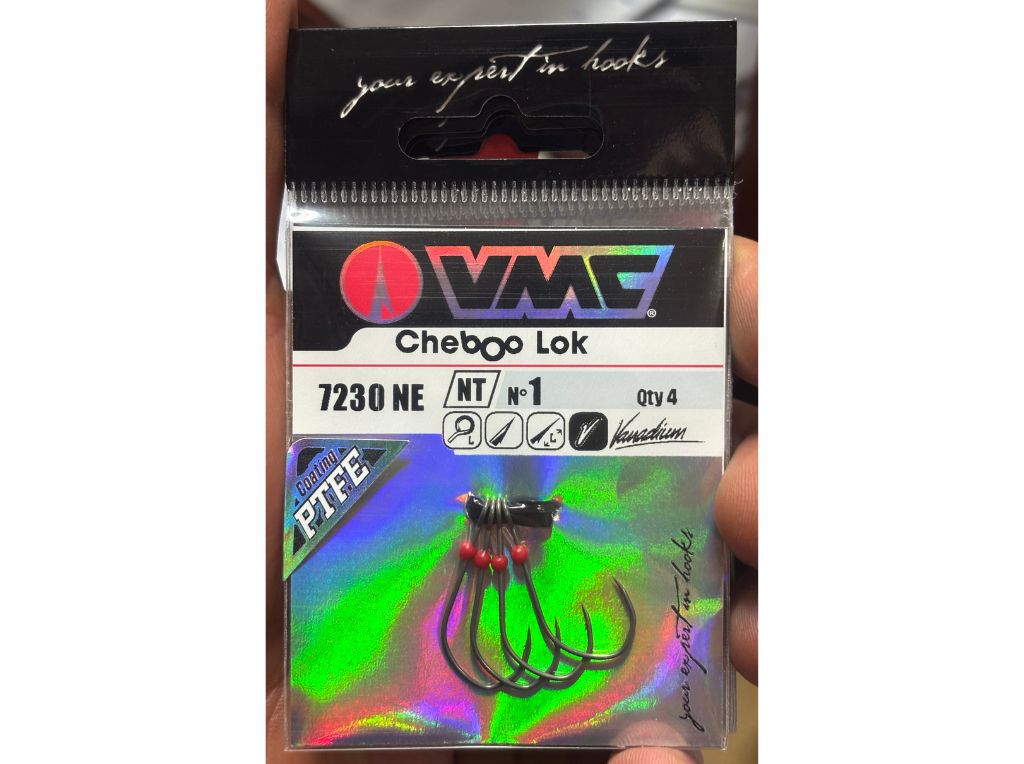 your expert in hooks
VMC®
Cheboo Lok
7230 NE NT Nº1 Qty 4
L L V Vanadium
Coating
PTFE
your expert in hooks